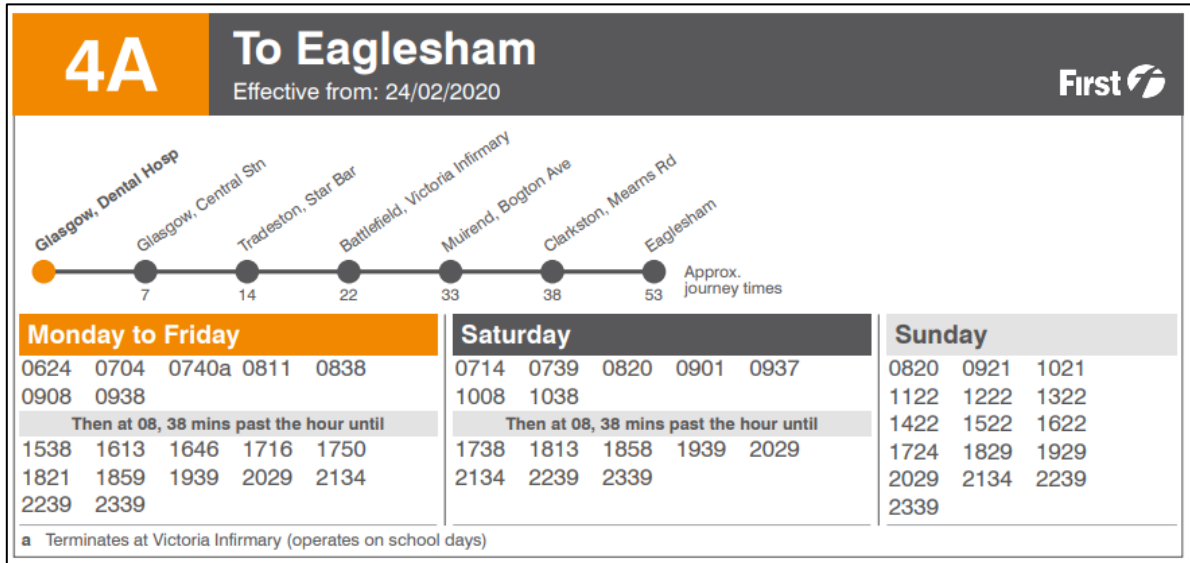 4A
To Eaglesham
Effective from: 24/02/2020
First
Glasgow, Dental Hosp
Glasgow, Central Stn
Tradeston, Star Bar
Battlefield, Victoria Infirmary
Muirend, Bogton Ave
Clarkston, Mearns Rd
Eaglesham
7 14 22 33 38 53
Approx.
journey times
Monday to Friday
0624 0704 0740a 0811 0838
0908 0938
Then at 08, 38 mins past the hour until
1538 1613 1646 1716 1750
1821 1859 1939 2029 2134
2239 2339
Saturday
0714 0739 0820 0901 0937
1008 1038
Then at 08, 38 mins past the hour until
1738 1813 1858 1939 2029
2134 2239 2339
Sunday
0820 0921 1021
1122 1222 1322
1422 1522 1622
1724 1829 1929
2029 2134 2239
2339
a Terminates at Victoria Infirmary (operates on school days)